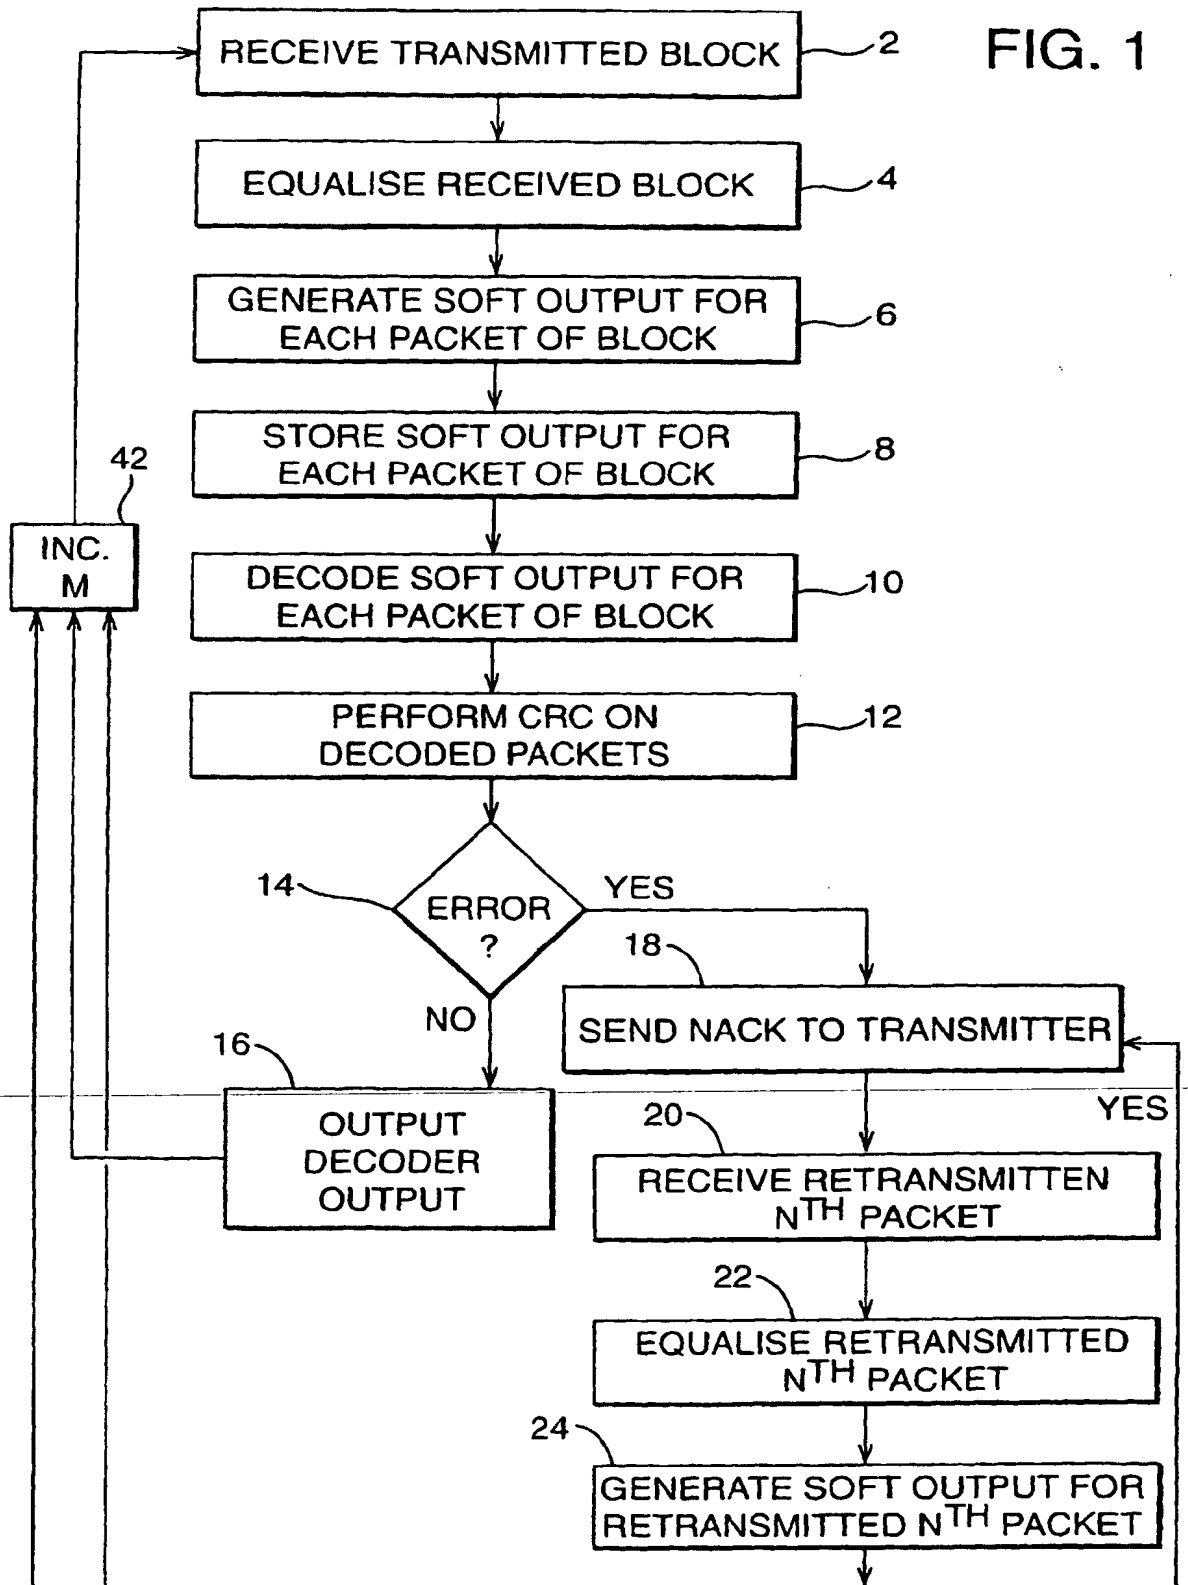 FIG. 1
RECEIVE TRANSMITTED BLOCK
2
EQUALISE RECEIVED BLOCK
4
GENERATE SOFT OUTPUT FOR
EACH PACKET OF BLOCK
6
STORE SOFT OUTPUT FOR
EACH PACKET OF BLOCK
8
42
INC.
M
DECODE SOFT OUTPUT FOR
EACH PACKET OF BLOCK
10
PERFORM CRC ON
DECODED PACKETS
12
14
ERROR
?
YES
NO
18
SEND NACK TO TRANSMITTER
16
OUTPUT
DECODER
OUTPUT
YES
20
RECEIVE RETRANSMITTEN
NTH PACKET
22
EQUALISE RETRANSMITTED
NTH PACKET
24
GENERATE SOFT OUTPUT FOR
RETRANSMITTED NTH PACKET